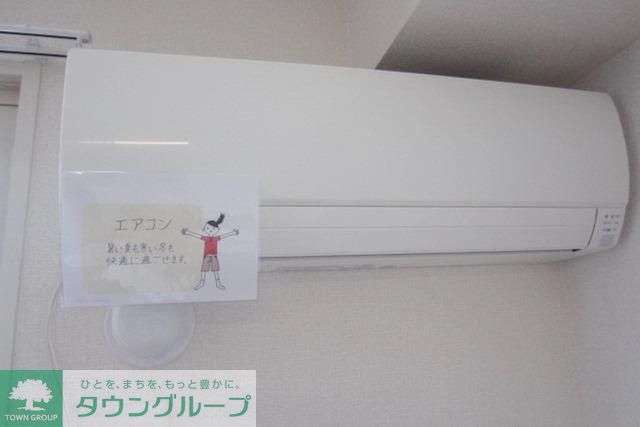 エアコン
暑い夏も寒い冬も
快適に過ごせます。
ひとを、まちを、もっと豊かに。
タウングループ
TOWN GROUP